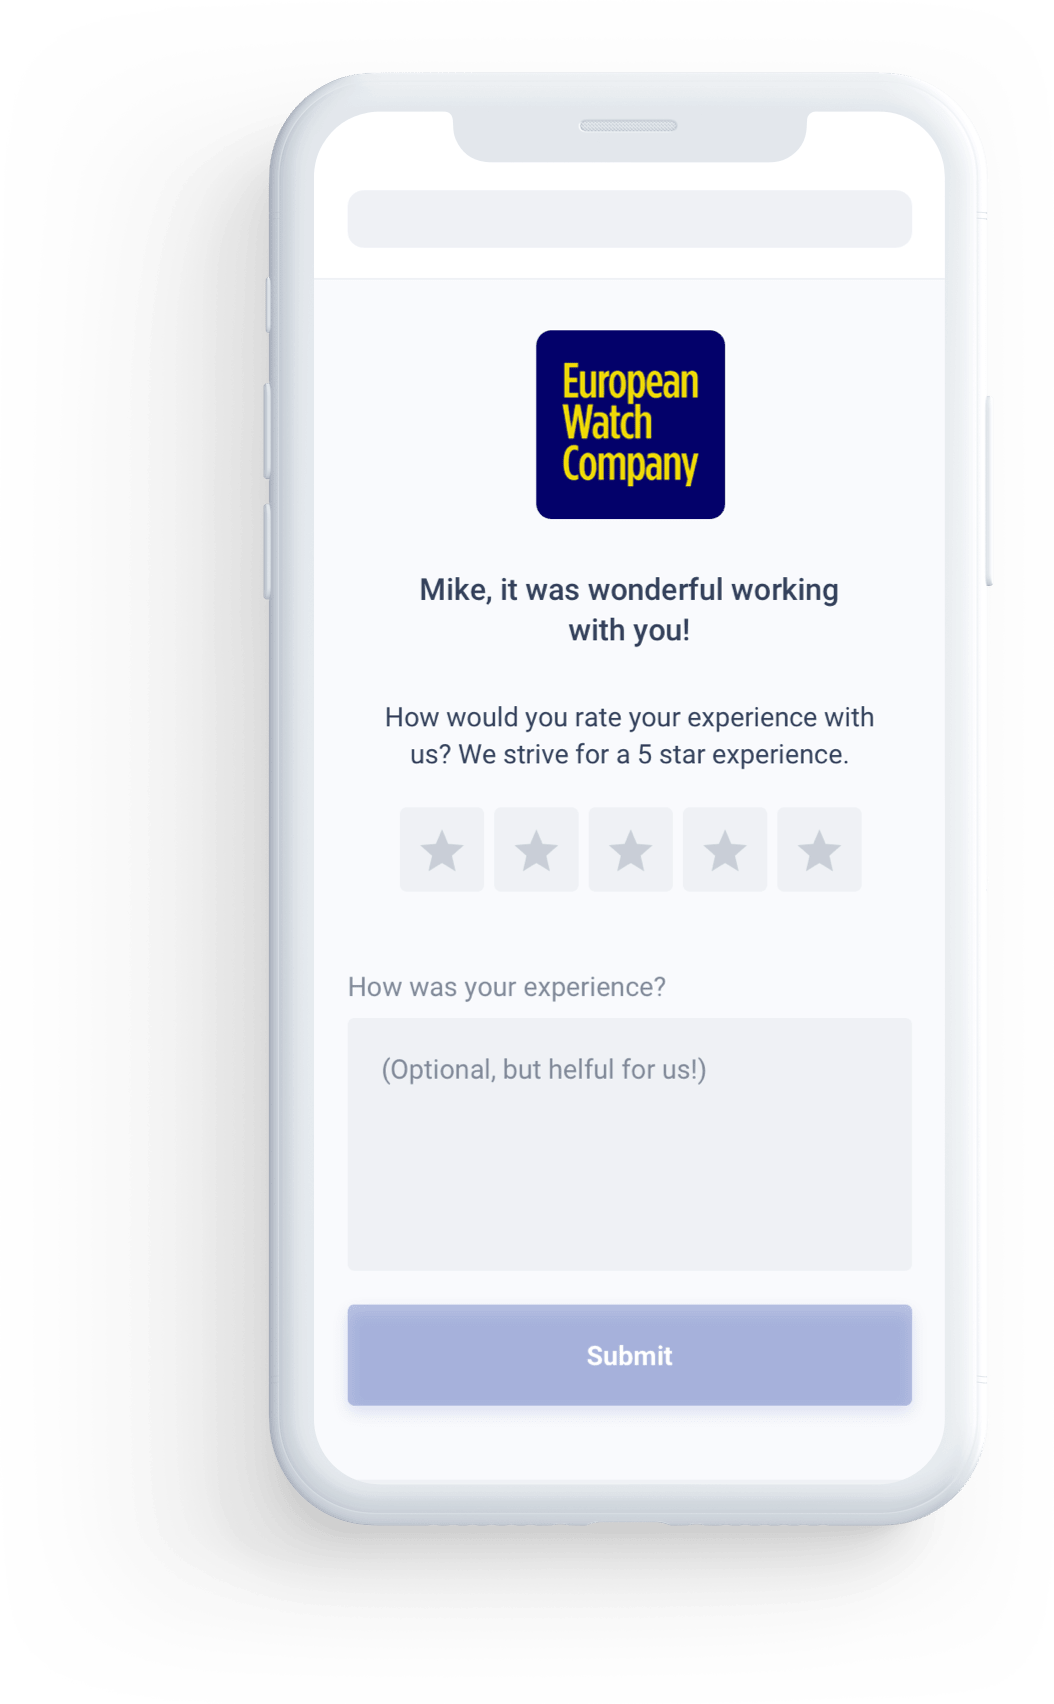 European
Watch
Company
Mike, it was wonderful working
with you!
How would you rate your experience with
us? We strive for a 5 star experience.
How was your experience?
(Optional, but helful for us!)
Submit